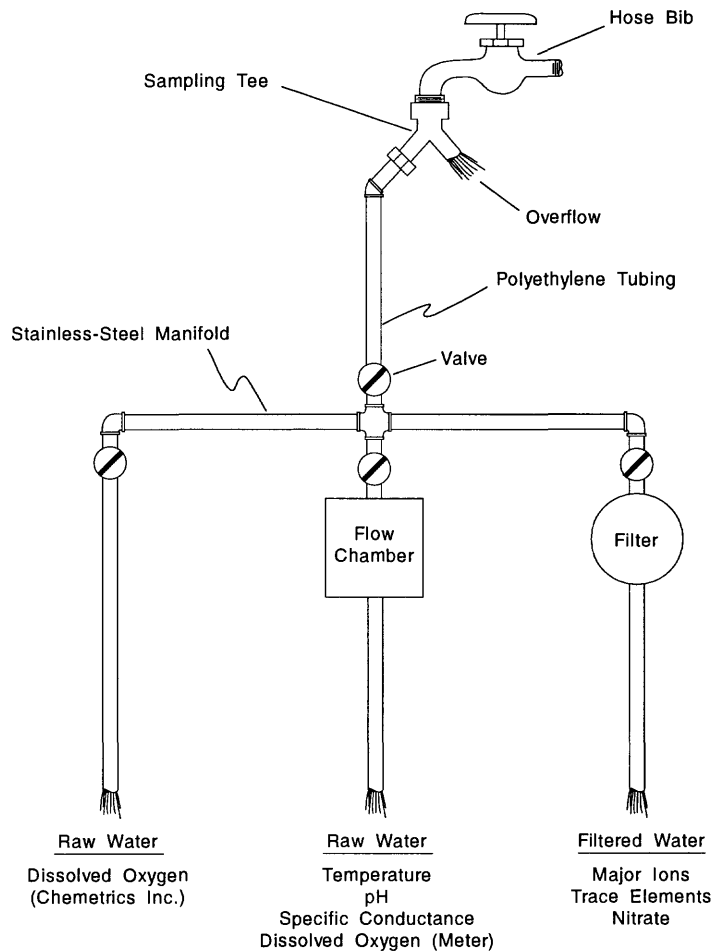 Hose Bib
Sampling Tee
Overflow
Polyethylene Tubing
Stainless-Steel Manifold
Valve
Flow
Chamber
Filter
Raw Water
Dissolved Oxygen
(Chemetrics Inc.)
Raw Water
Temperature
pH
Specific Conductance
Dissolved Oxygen (Meter)
Filtered Water
Major Ions
Trace Elements
Nitrate